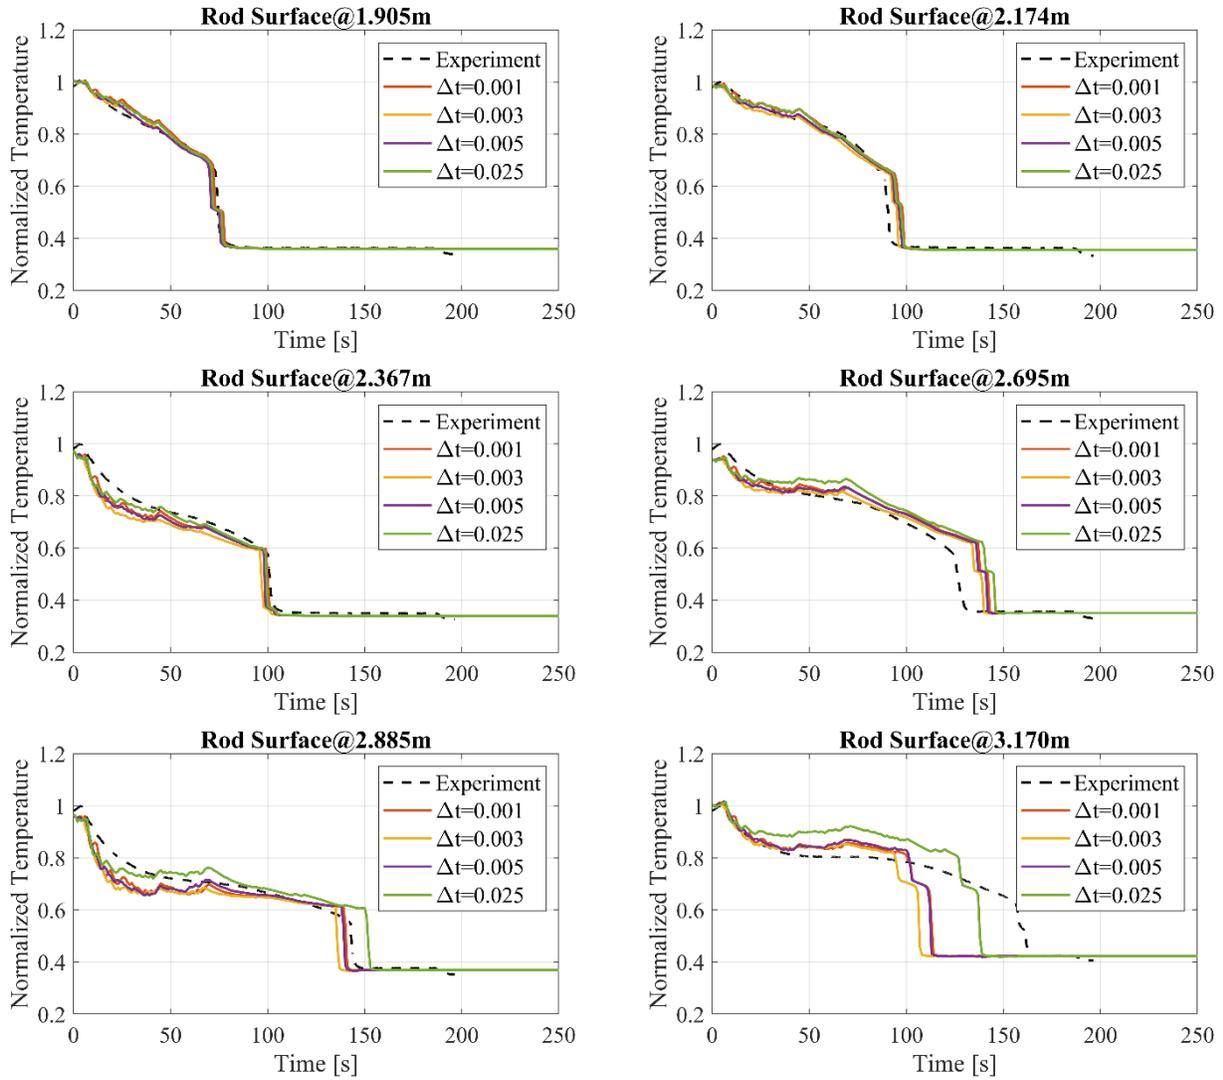 Rod Surface@1.905m
Normalized Temperature
1.2
1
0.8
0.6
0.4
0.2
0
50
100
150
200
250
Time [s]
Experiment
Δt=0.001
Δt=0.003
Δt=0.005
Δt=0.025
Rod Surface@2.174m
Normalized Temperature
1.2
1
0.8
0.6
0.4
0.2
0
50
100
150
200
250
Time [s]
Experiment
Δt=0.001
Δt=0.003
Δt=0.005
Δt=0.025
Rod Surface@2.367m
Normalized Temperature
1.2
1
0.8
0.6
0.4
0.2
0
50
100
150
200
250
Time [s]
Experiment
Δt=0.001
Δt=0.003
Δt=0.005
Δt=0.025
Rod Surface@2.695m
Normalized Temperature
1.2
1
0.8
0.6
0.4
0.2
0
50
100
150
200
250
Time [s]
Experiment
Δt=0.001
Δt=0.003
Δt=0.005
Δt=0.025
Rod Surface@2.885m
Normalized Temperature
1.2
1
0.8
0.6
0.4
0.2
0
50
100
150
200
250
Time [s]
Experiment
Δt=0.001
Δt=0.003
Δt=0.005
Δt=0.025
Rod Surface@3.170m
Normalized Temperature
1.2
1
0.8
0.6
0.4
0.2
0
50
100
150
200
250
Time [s]
Experiment
Δt=0.001
Δt=0.003
Δt=0.005
Δt=0.025